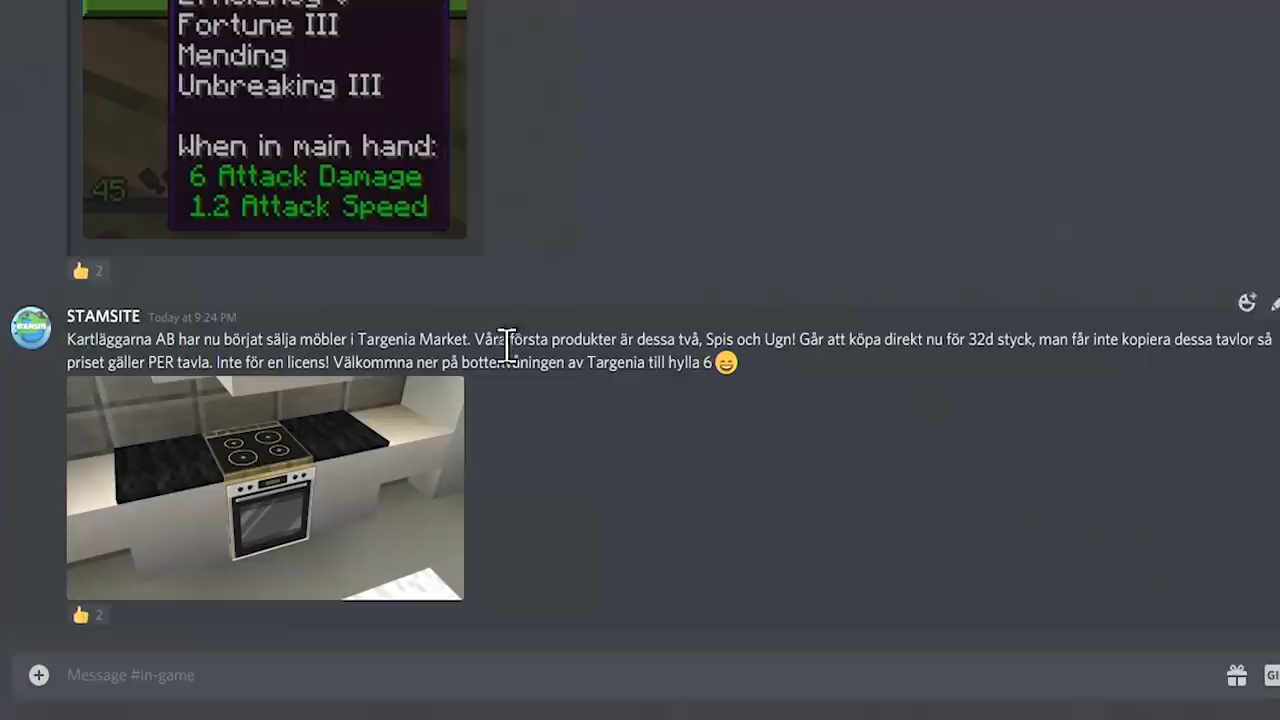 Fortune III
Mending
Unbreaking III
When in main hand:
6 Attack Damage
1.2 Attack Speed
45
2
STAMSITE Today at 9:24 PM
Kartläggarna AB har nu börjat sälja möbler i Targenia Market. Våra första produkter är dessa två, Spis och Ugn! Går att köpa direkt nu för 32d styck, man får inte kopiera dessa tavlor så
priset gäller PER tavla. Inte för en licens! Välkommna ner på bottenvåningen av Targenia till hylla 6 😄
2
Message #in-game
GI